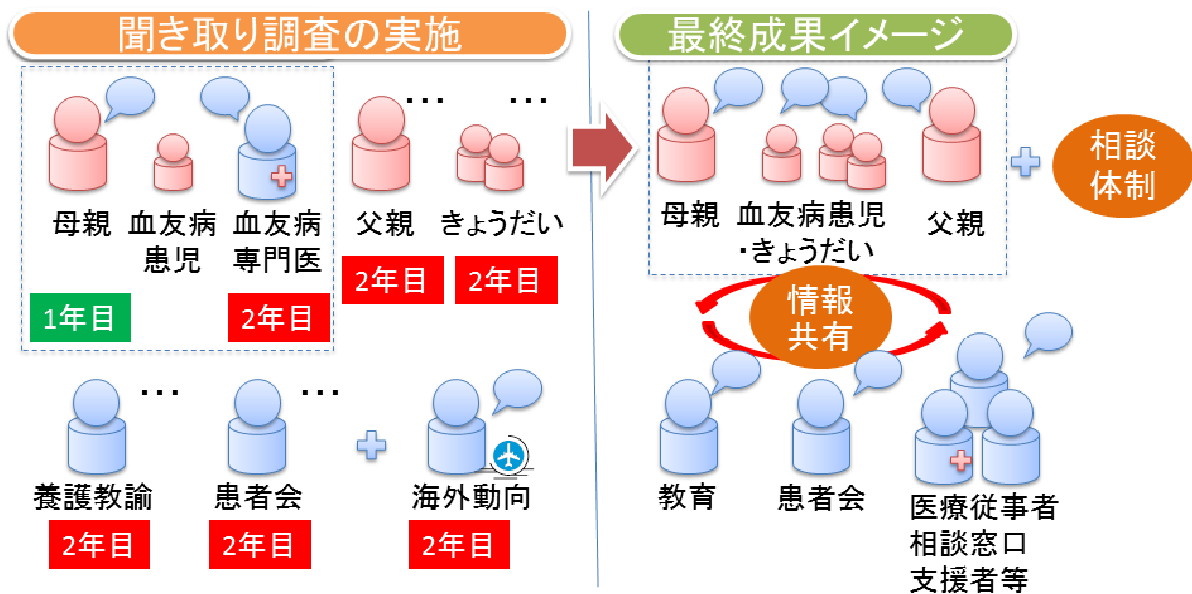 聞き取り調査の実施
母親
血友病
患児
血友病
専門医
1年目
2年目
・・・
父親
2年目
・・・
きょうだい
2年目
・・・
養護教諭
2年目
・・・
患者会
2年目
海外動向
2年目
最終成果イメージ
母親
血友病患児
・きょうだい
父親
相談
体制
情報
共有
教育
患者会
医療従事者
相談窓口
支援者等